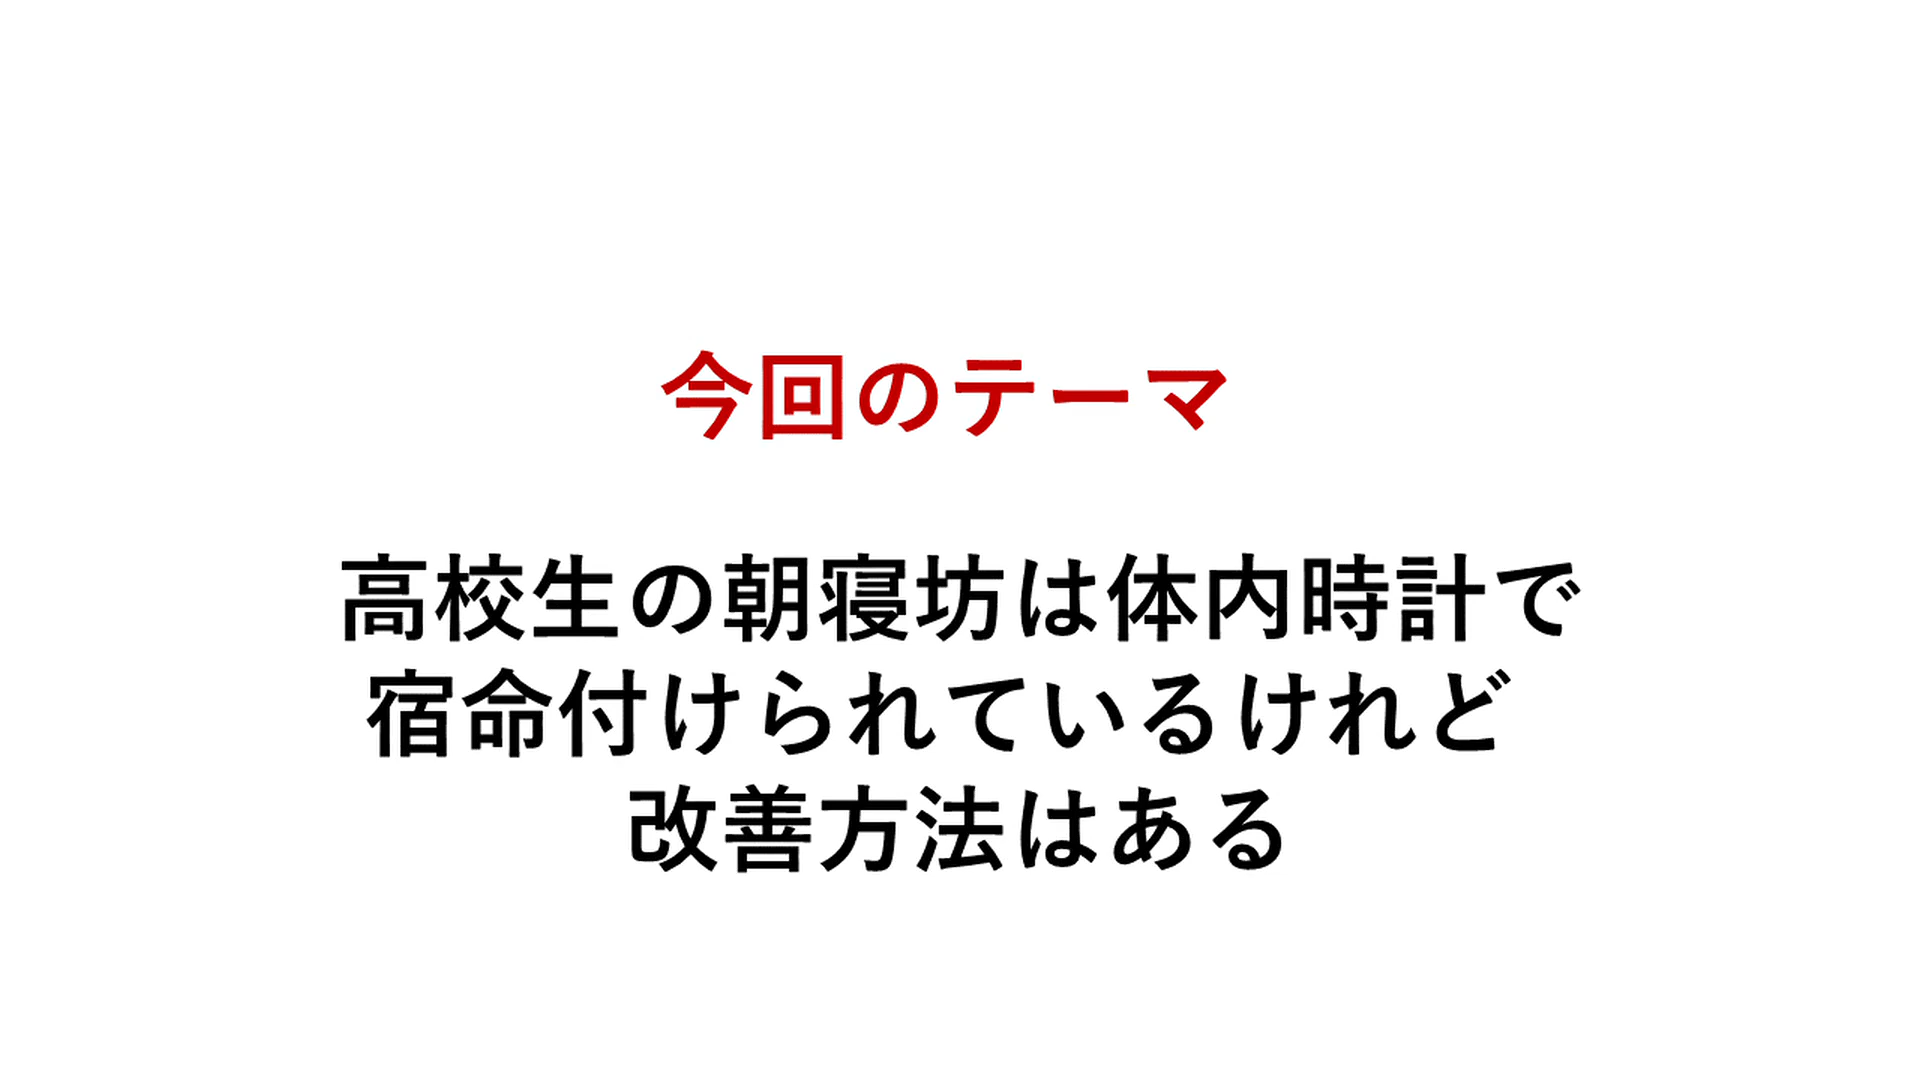 今回のテーマ
高校生の朝寝坊は体内時計で
宿命付けられているけれど
改善方法はある